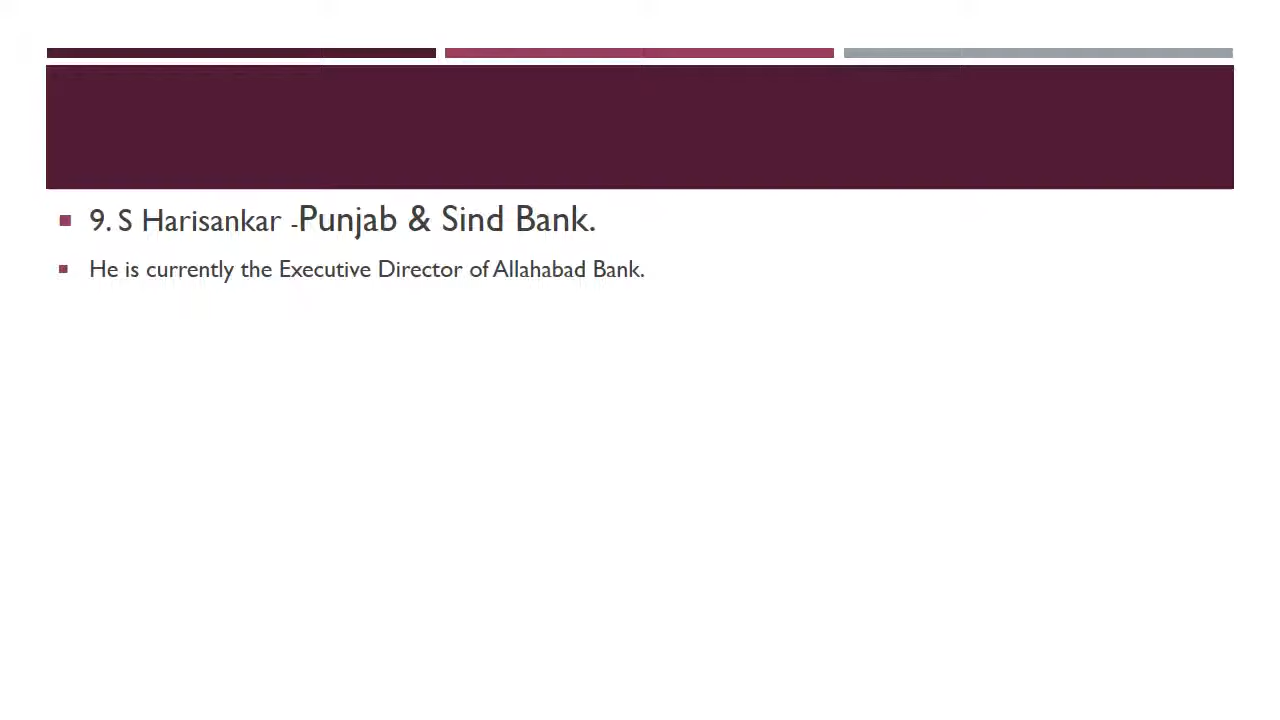 9. S Harisankar -Punjab & Sind Bank.
He is currently the Executive Director of Allahabad Bank.